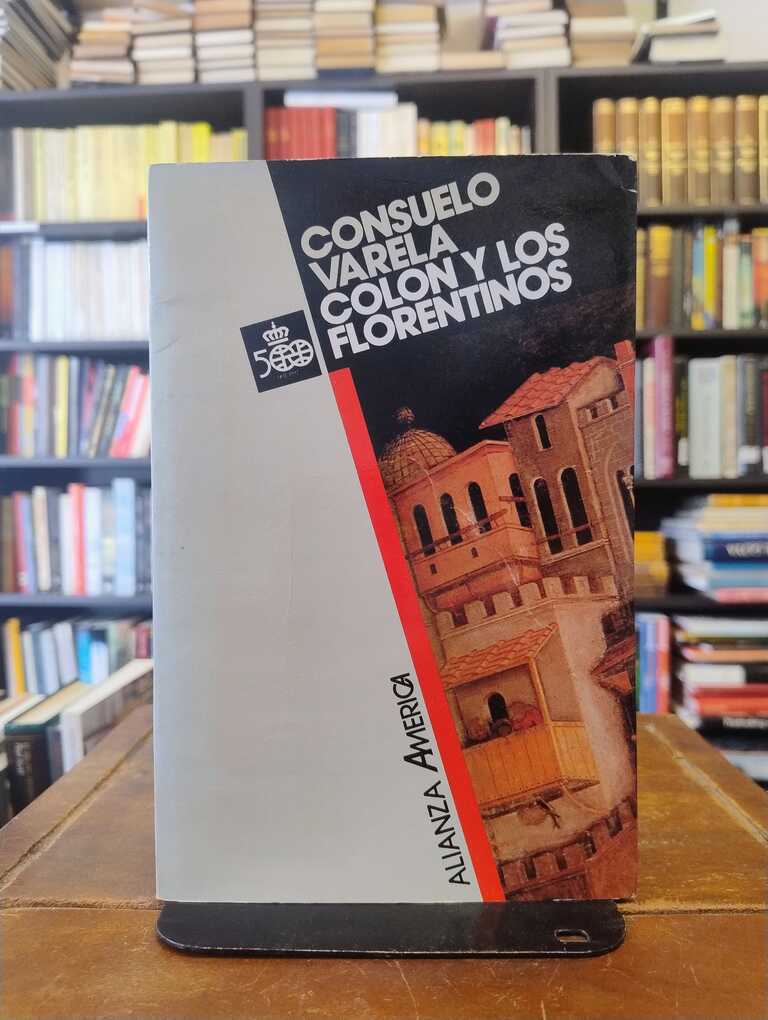 CONSUELO
VARELA
COLON Y LOS
FLORENTINOS
500
ALIANZA AMERICA